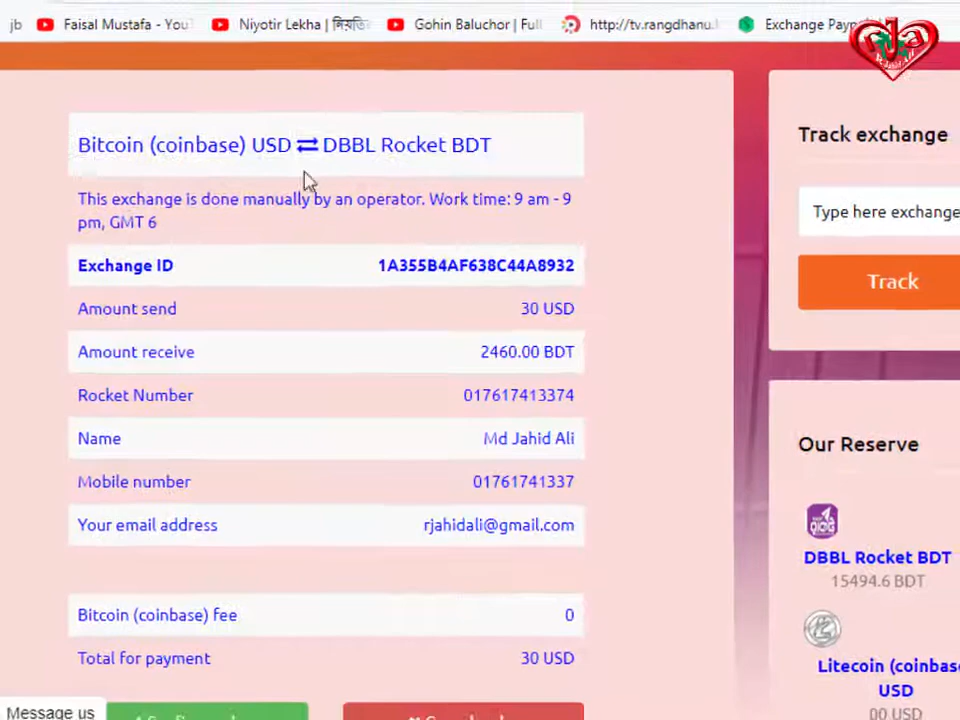 jb Faisal Mustafa - You Niyotir Lekha | নিয়তির Gohin Baluchor | Full http://tv.rangdhanu. Exchange
Bitcoin (coinbase) USD ⇄ DBBL Rocket BDT
This exchange is done manually by an operator. Work time: 9 am - 9
pm, GMT 6
Exchange ID 1A355B4AF638C44A8932
Amount send 30 USD
Amount receive 2460.00 BDT
Rocket Number 017617413374
Name Md Jahid Ali
Mobile number 01761741337
Your email address rjahidali@gmail.com
Bitcoin (coinbase) fee 0
Total for payment 30 USD
Message us
Track exchange
Type here exchange
Track
Our Reserve
DBBL Rocket BDT
15494.6 BDT
Litecoin (coinbase
USD
00 USD